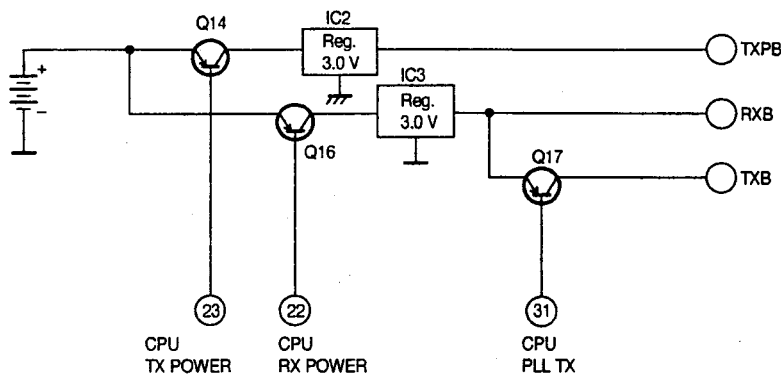 Q14
IC2
Reg.
3.0 V
TXPB
+
−
IC3
Reg.
3.0 V
RXB
Q16
Q17
TXB
23
22
31
CPU
TX POWER
CPU
RX POWER
CPU
PLL TX